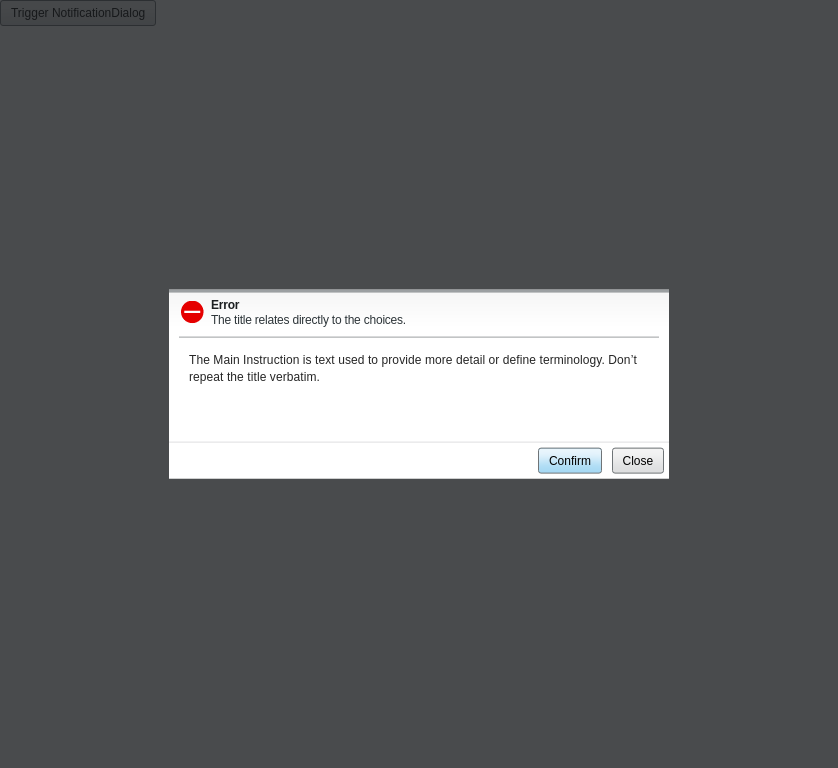 Trigger NotificationDialog
Error
The title relates directly to the choices.
The Main Instruction is text used to provide more detail or define terminology. Don’t
repeat the title verbatim.
Confirm
Close